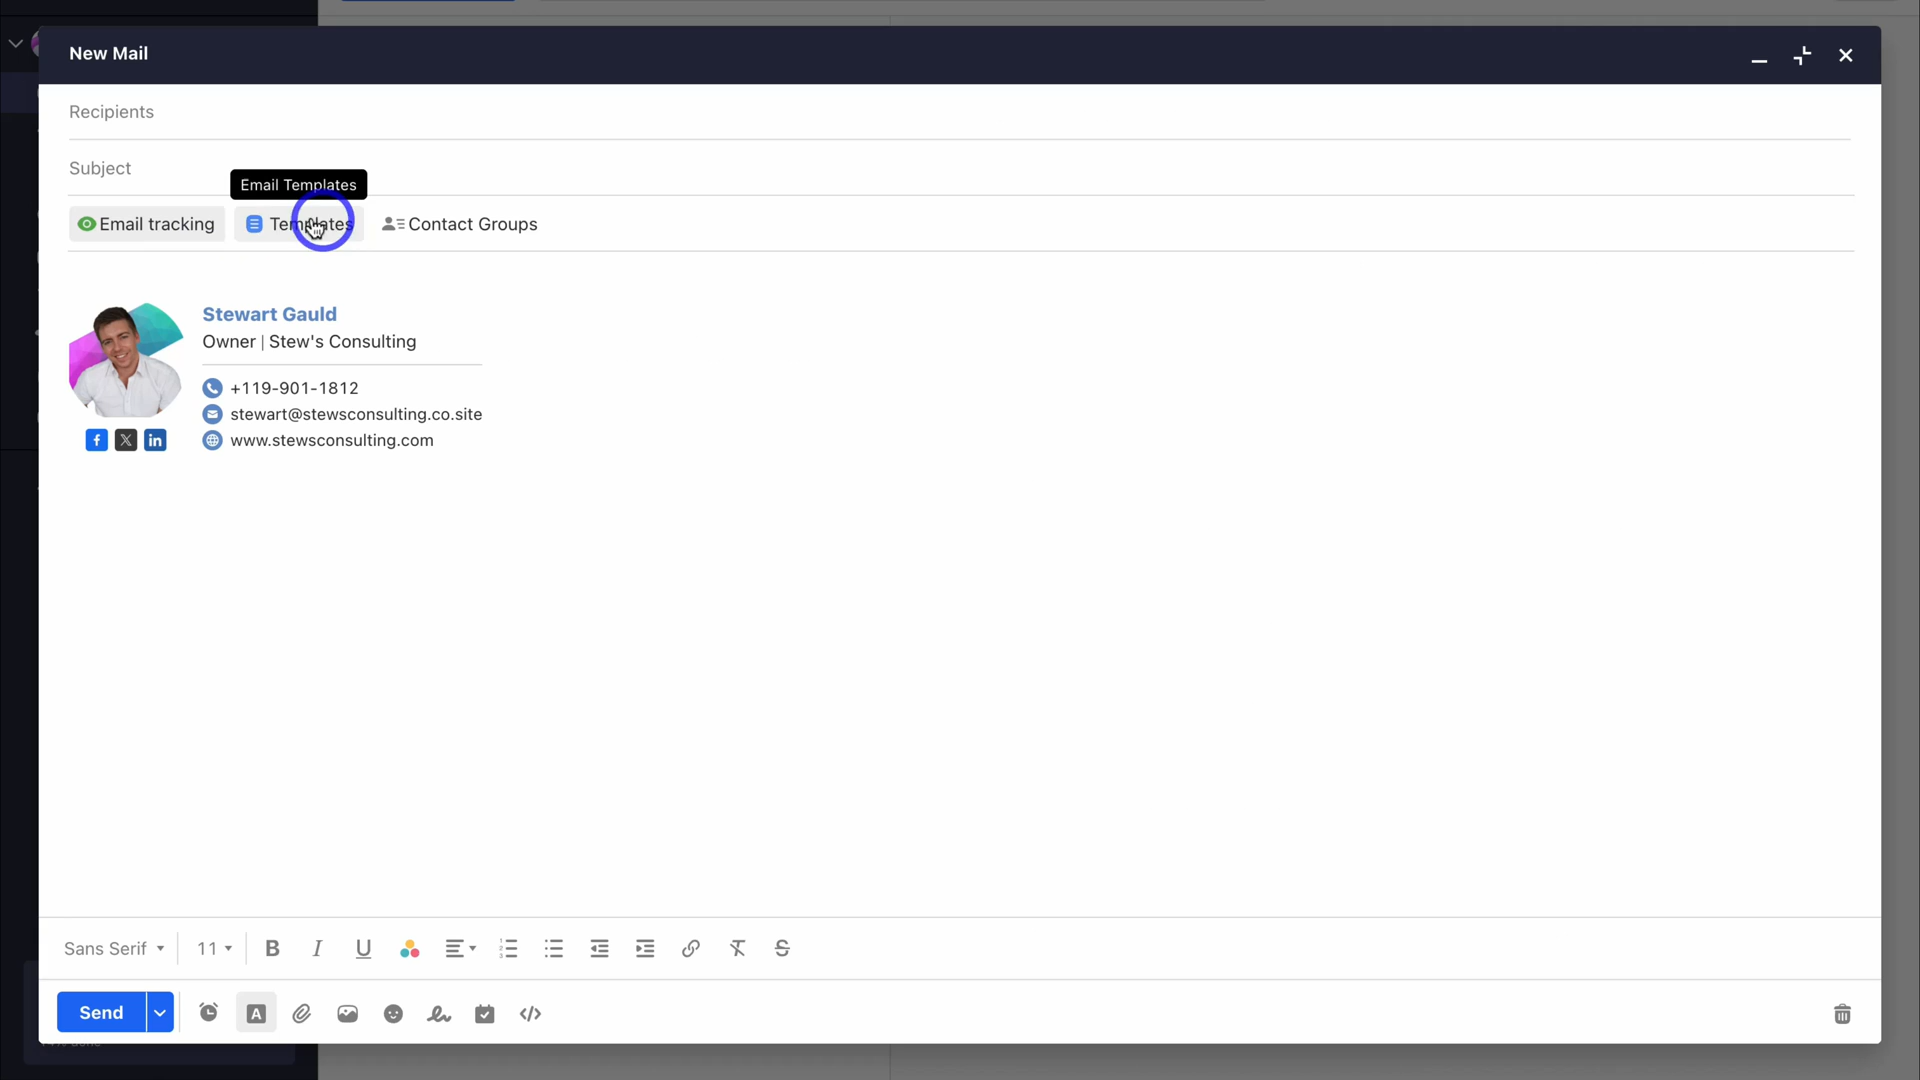 New Mail
Recipients
Subject
Email Templates
Email tracking Templates Contact Groups
Stewart Gauld
Owner | Stew's Consulting
+119-901-1812
stewart@stewsconsulting.co.site
www.stewsconsulting.com
Sans Serif 11 B I U S
Send A